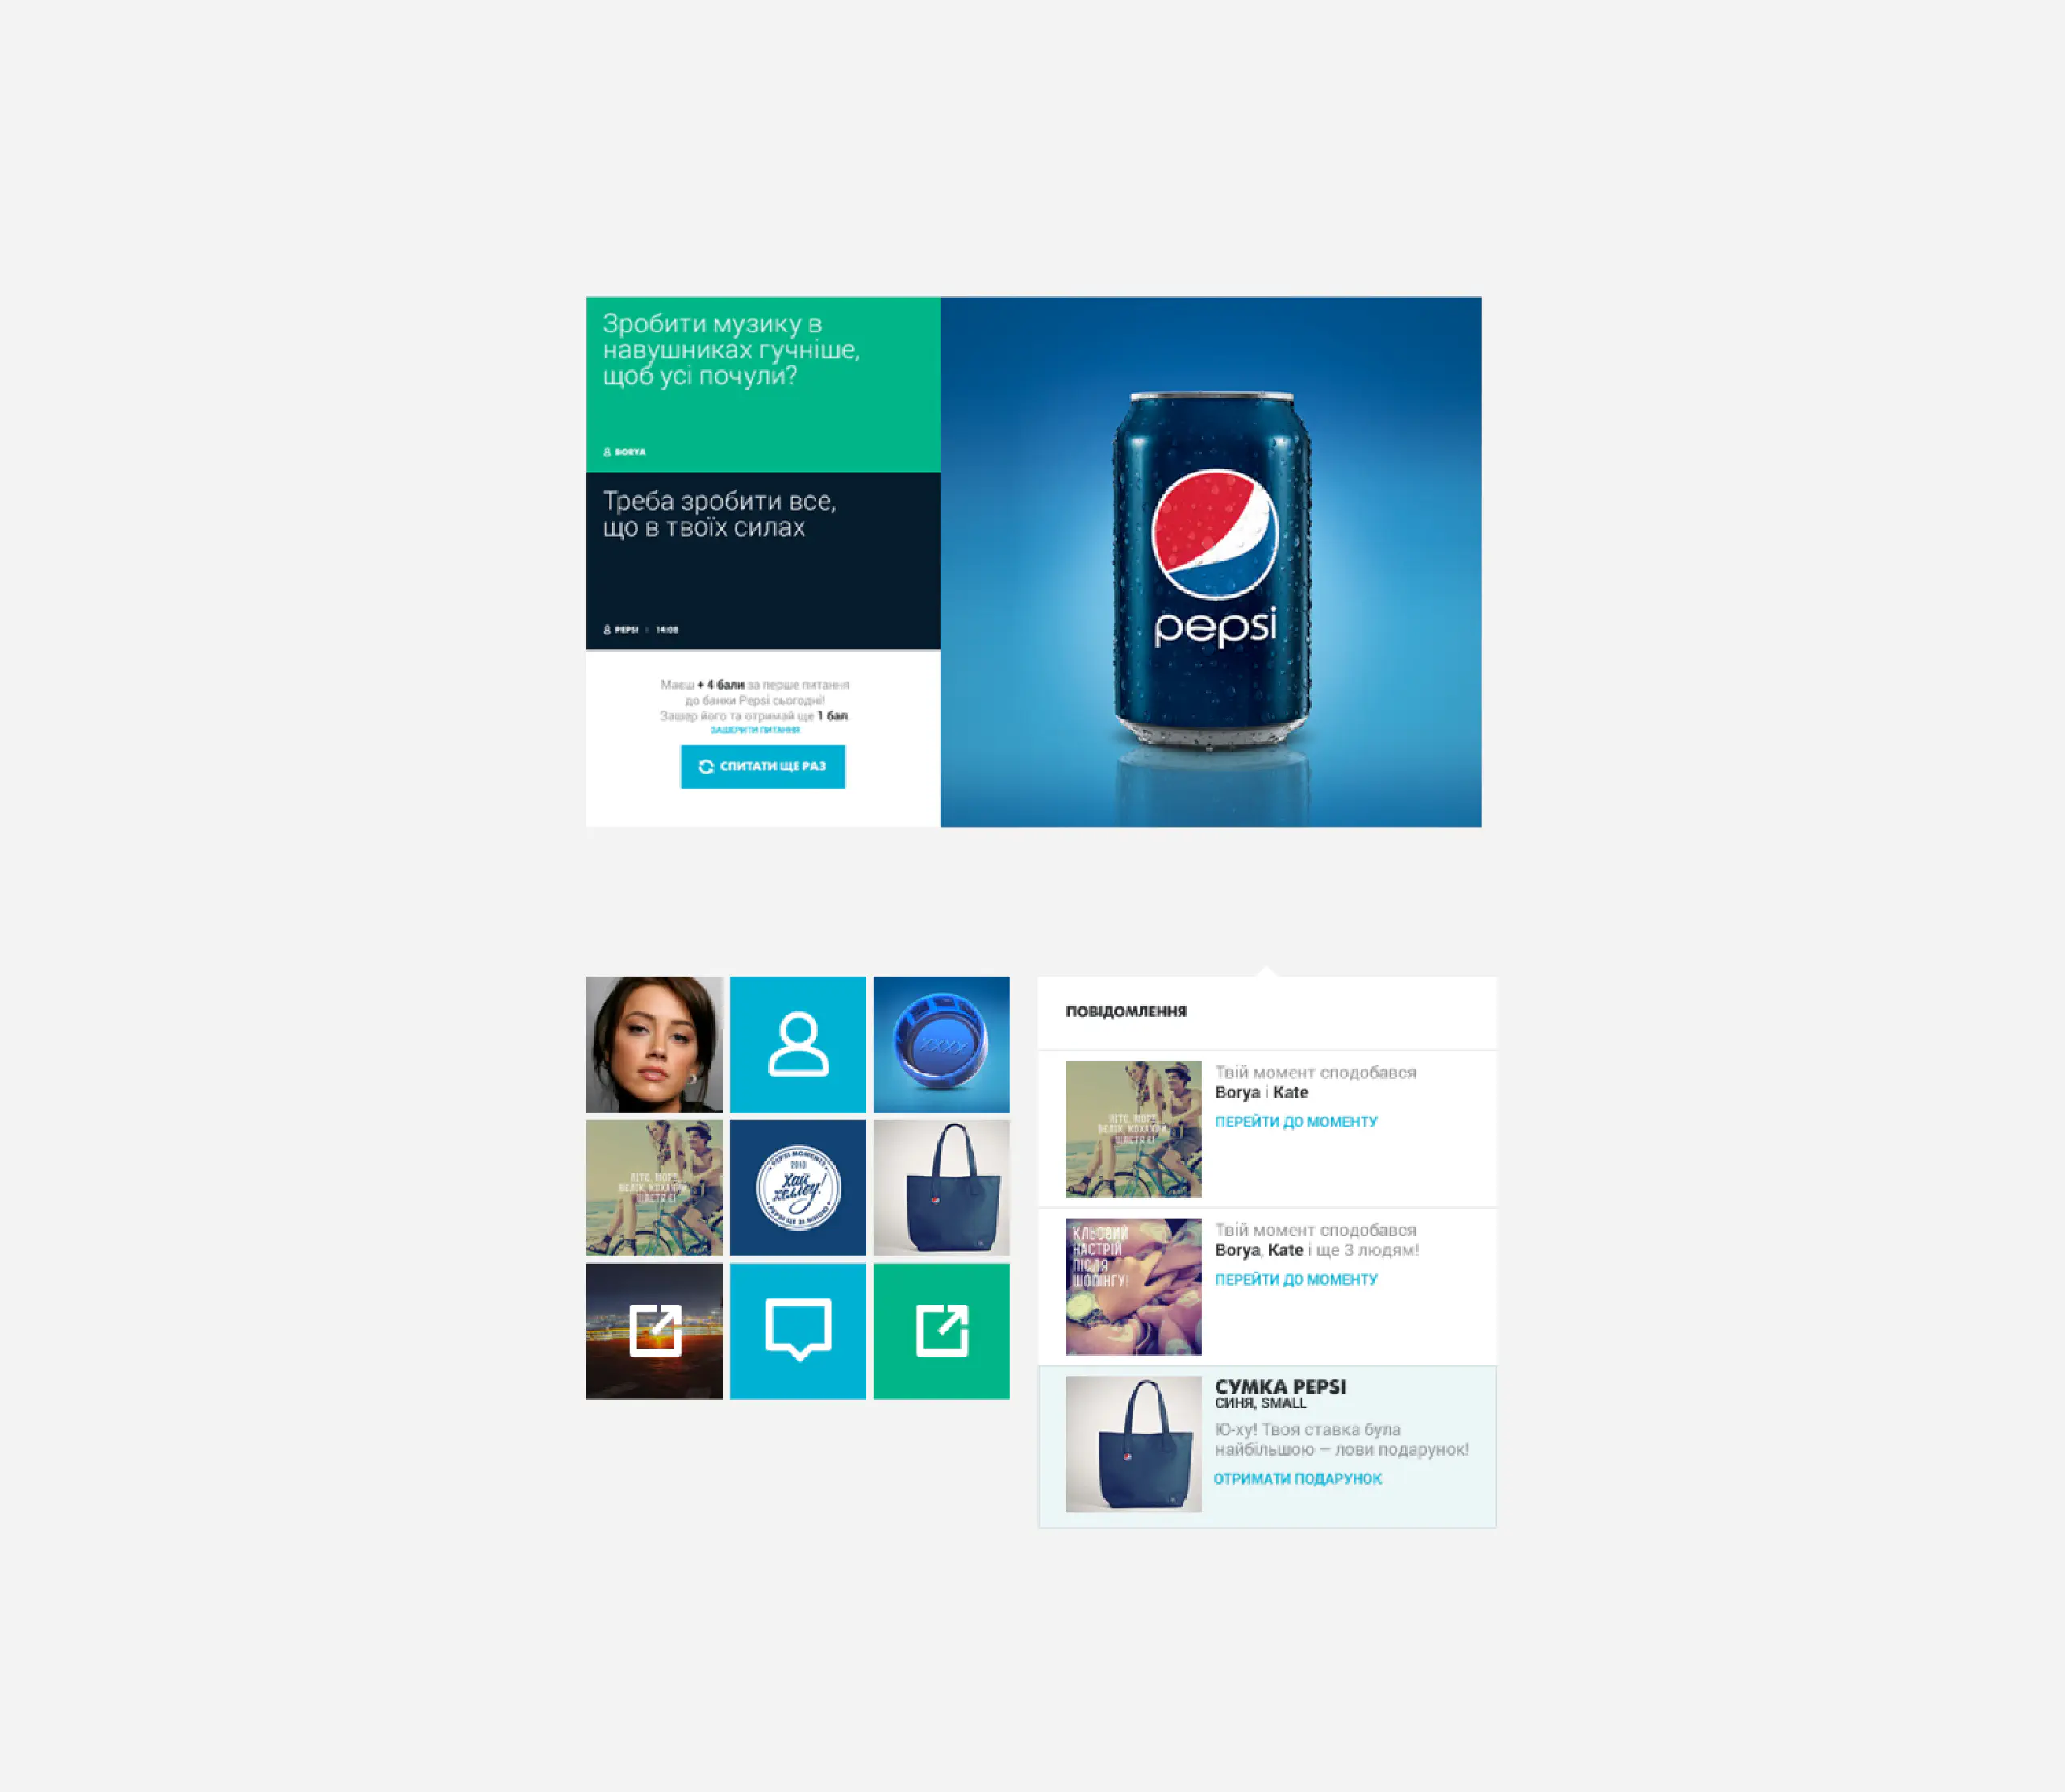 Зробити музику в
навушниках гучніше,
щоб усі почули?
BORYA
Треба зробити все,
що в твоїх силах
PEPSI | 14:08
Маєш + 4 бали за перше питання
до банки Pepsi сьогодні!
Зашер його та отримай ще 1 бал
ЗАШЕРИТИ ПИТАННЯ
СПИТАТИ ЩЕ РАЗ
pepsi
XXXX
ЛІТО, МОРЕ,
ВЕЛІК, КОХАННЯ,
ЩАСТЯ Є!
PEPSI MOMENTS
2013
хай
хеллоу!
PEPSI ЦЕ ЗІ МНОЮ
ПОВІДОМЛЕННЯ
ЛІТО, МОРЕ,
ВЕЛІК, КОХАННЯ,
ЩАСТЯ Є!
Твій момент сподобався
Borya і Kate
ПЕРЕЙТИ ДО МОМЕНТУ
КЛЬОВИЙ
НАСТРІЙ
ПІСЛЯ
ШОПІНГУ!
Твій момент сподобався
Borya, Kate і ще 3 людям!
ПЕРЕЙТИ ДО МОМЕНТУ
СУМКА PEPSI
СИНЯ, SMALL
Ю-ху! Твоя ставка була
найбільшою – лови подарунок!
ОТРИМАТИ ПОДАРУНОК